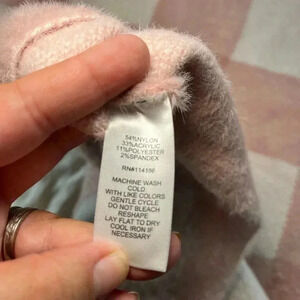 54%NYLON
33%ACRYLIC
11%POLYESTER
2%SPANDEX
RN#114156
MACHINE WASH
COLD
WITH LIKE COLORS
GENTLE CYCLE
DO NOT BLEACH
RESHAPE
LAY FLAT TO DRY
COOL IRON IF
NECESSARY